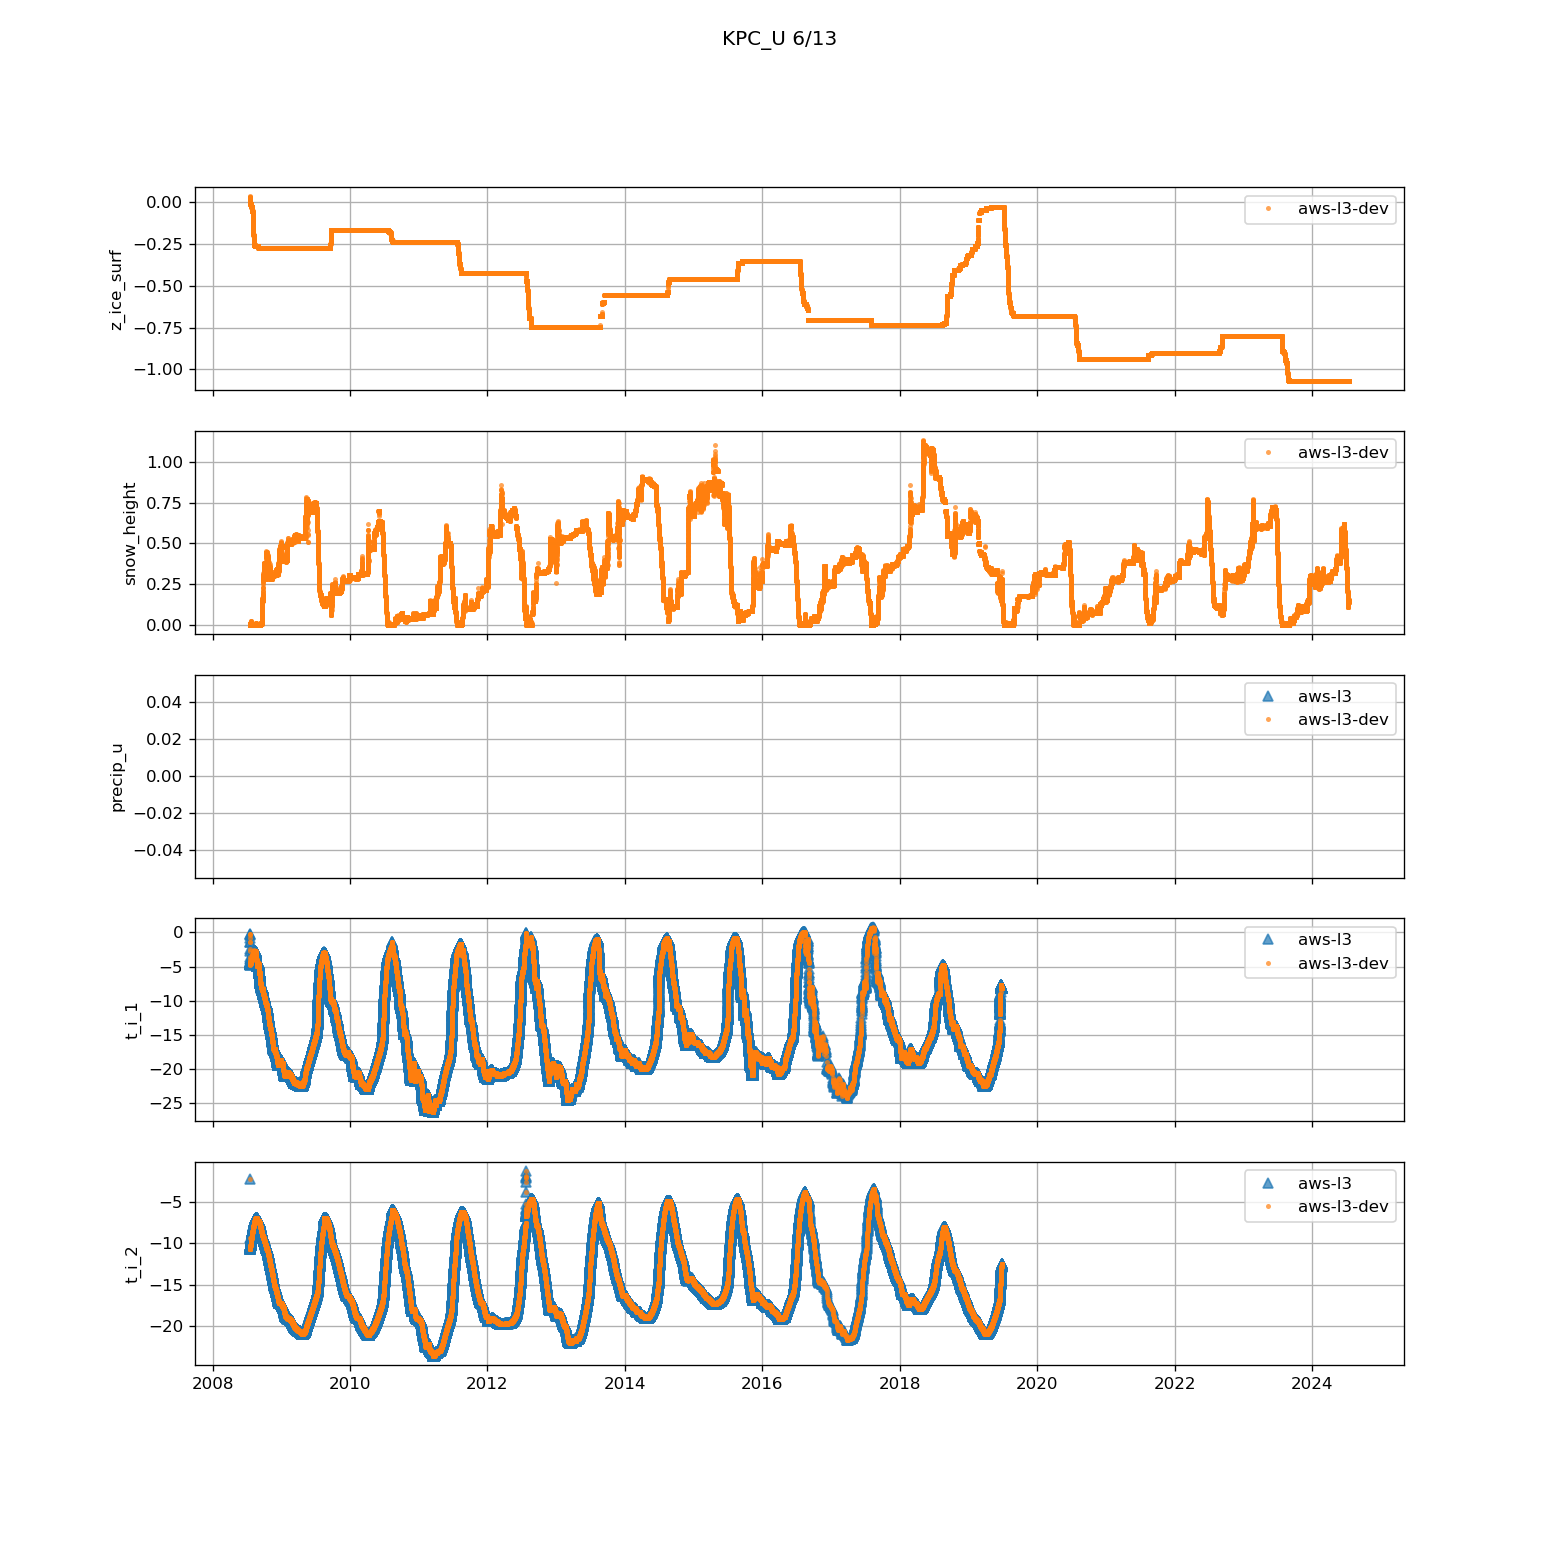 KPC_U 6/13
0.00
−0.25
−0.50
−0.75
−1.00
z_ice_surf
aws-l3-dev
1.00
0.75
0.50
0.25
0.00
snow_height
aws-l3-dev
0.04
0.02
0.00
−0.02
−0.04
precip_u
aws-l3
aws-l3-dev
0
−5
−10
−15
−20
−25
t_i_1
aws-l3
aws-l3-dev
−5
−10
−15
−20
t_i_2
aws-l3
aws-l3-dev
2008 2010 2012 2014 2016 2018 2020 2022 2024